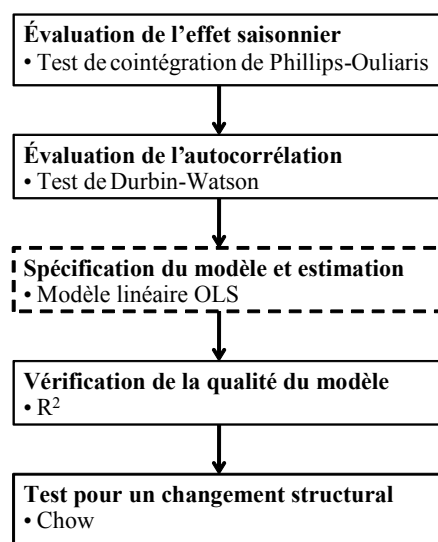 Évaluation de l’effet saisonnier
• Test de cointégration de Phillips-Ouliaris
Évaluation de l’autocorrélation
• Test de Durbin-Watson
Spécification du modèle et estimation
• Modèle linéaire OLS
Vérification de la qualité du modèle
• R²
Test pour un changement structural
• Chow